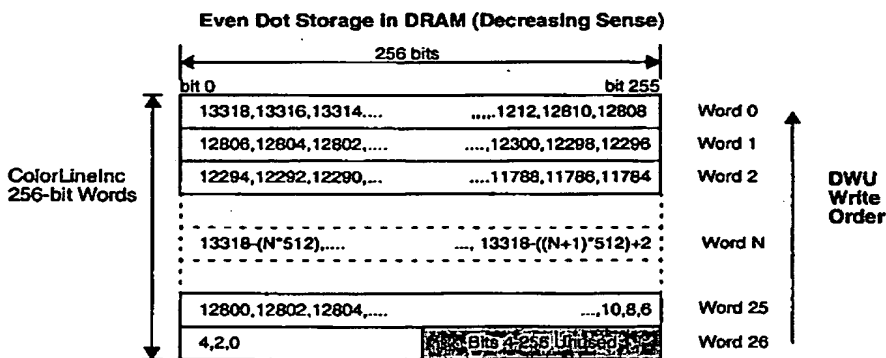 Even Dot Storage in DRAM (Decreasing Sense)
256 bits
bit 0 bit 255
13318,13316,13314.... ,,...1212,12810,12808 Word 0
12806,12804,12802,.... ....,12300,12298,12296 Word 1
12294,12292,12290,... ....11788,11786,11784 Word 2
ColorLineInc
256-bit Words
DWU
Write
Order
13318-(N*512),.... ..., 13318-((N+1)*512)+2 Word N
12800,12802,12804,.... ...,10,8,6 Word 25
4,2,0 Bits 4-256 Unused Word 26